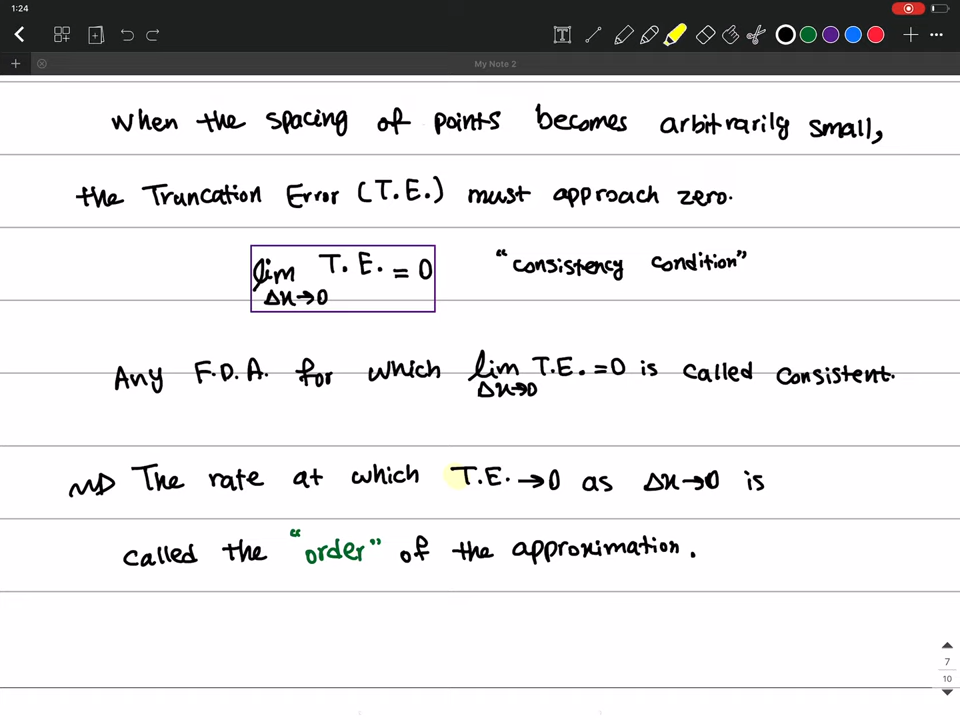 1:24
My Note 2
When the spacing of points becomes arbitrarily small,
the Truncation Error (T.E.) must approach zero.
lim T.E. = 0 "consistency condition"
Δx→0
Any F.D.A. for which lim T.E. = 0 is called consistent.
Δx→0
The rate at which T.E. → 0 as Δx→0 is
called the "order" of the approximation.
7
10